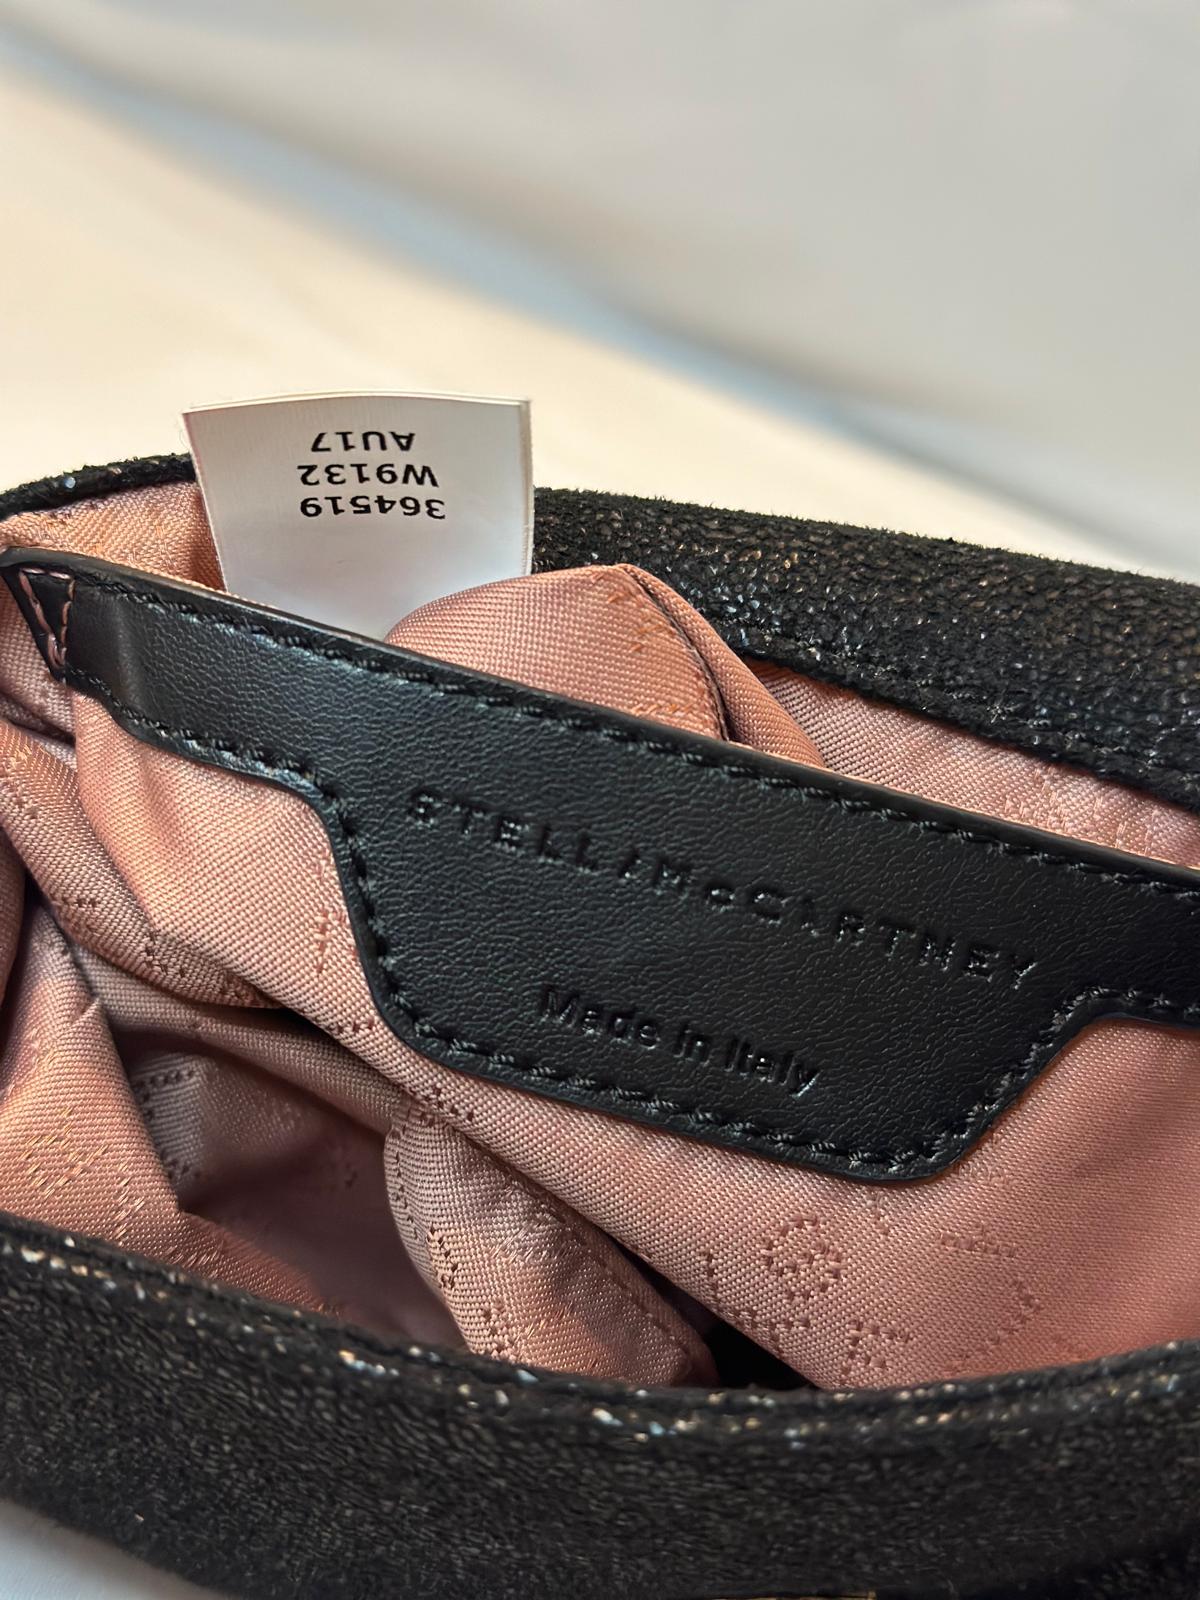 364519
W9132
AU17
STELLA McCARTNEY
Made in Italy